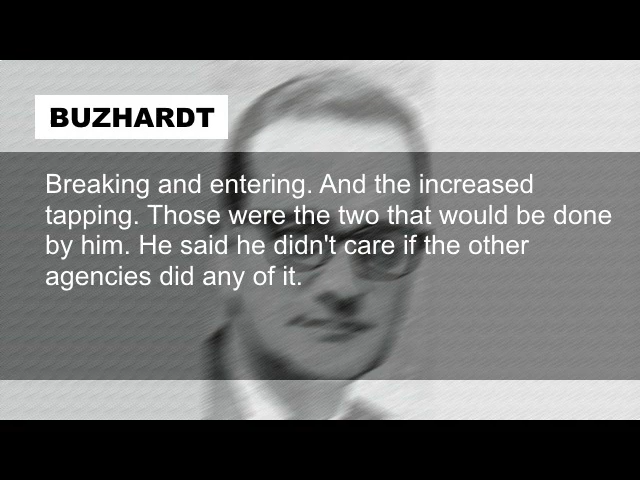 BUZHARDT
Breaking and entering. And the increased
tapping. Those were the two that would be done
by him. He said he didn't care if the other
agencies did any of it.